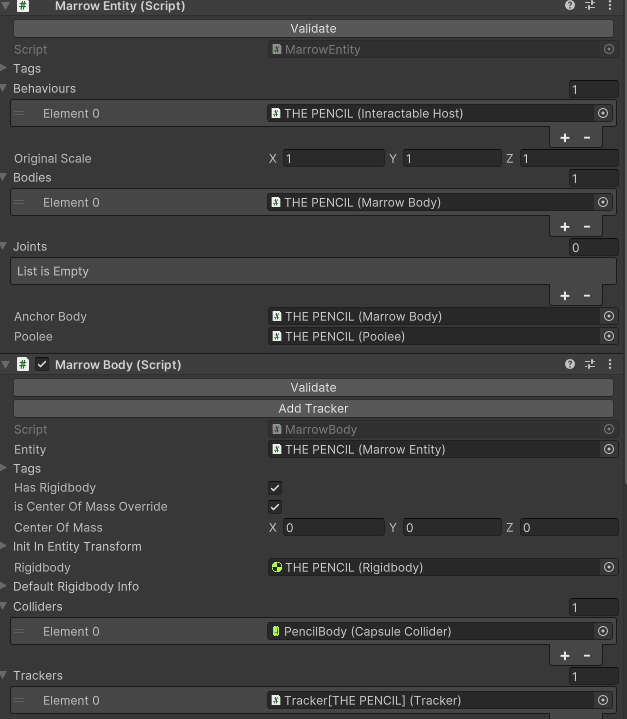 Marrow Entity (Script)
Validate
Script MarrowEntity
Tags
Behaviours 1
Element 0 THE PENCIL (Interactable Host)
+ -
Original Scale X 1 Y 1 Z 1
Bodies 1
Element 0 THE PENCIL (Marrow Body)
+ -
Joints 0
List is Empty
+ -
Anchor Body THE PENCIL (Marrow Body)
Poolee THE PENCIL (Poolee)
# Marrow Body (Script)
Validate
Add Tracker
Script MarrowBody
Entity THE PENCIL (Marrow Entity)
Tags
Has Rigidbody
is Center Of Mass Override
Center Of Mass X 0 Y 0 Z 0
Init In Entity Transform
Rigidbody THE PENCIL (Rigidbody)
Default Rigidbody Info
Colliders 1
Element 0 PencilBody (Capsule Collider)
+ -
Trackers 1
Element 0 Tracker[THE PENCIL] (Tracker)